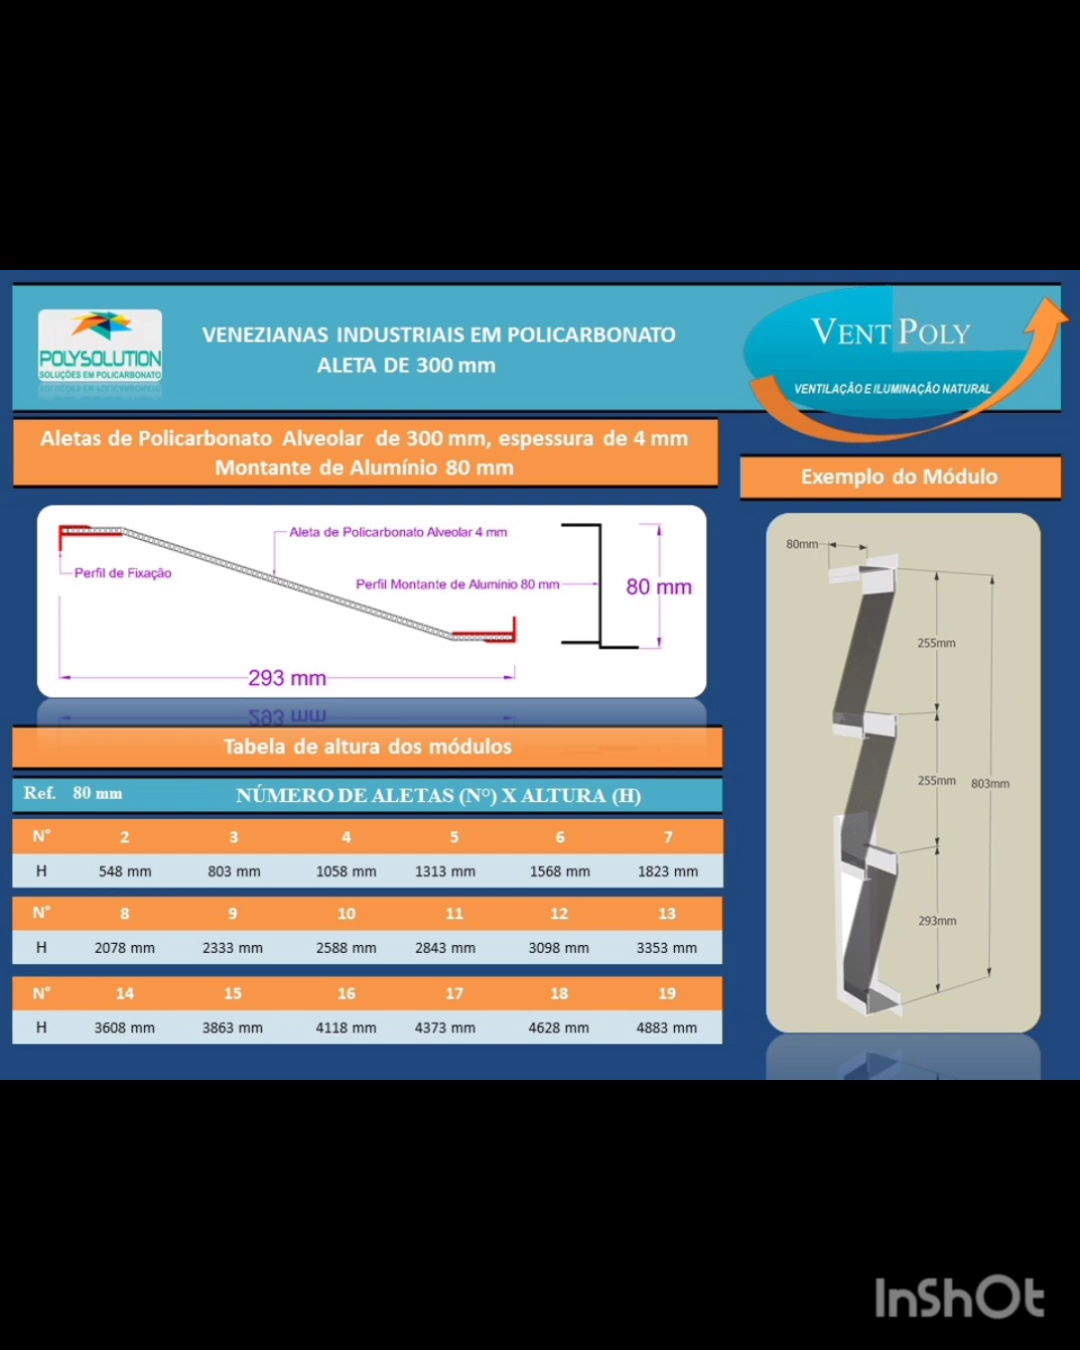 POLYSOLUTION
SOLUÇÕES EM POLICARBONATO
VENEZIANAS INDUSTRIAIS EM POLICARBONATO
ALETA DE 300 mm
VENT POLY
VENTILAÇÃO E ILUMINAÇÃO NATURAL
Aletas de Policarbonato Alveolar de 300 mm, espessura de 4 mm
Montante de Alumínio 80 mm
Aleta de Policarbonato Alveolar 4 mm
Perfil de Fixação
Perfil Montante de Alumínio 80 mm
80 mm
293 mm
Tabela de altura dos módulos
Ref. 80 mm NÚMERO DE ALETAS (N°) X ALTURA (H)
N° 2 3 4 5 6 7
H 548 mm 803 mm 1058 mm 1313 mm 1568 mm 1823 mm
N° 8 9 10 11 12 13
H 2078 mm 2333 mm 2588 mm 2843 mm 3098 mm 3353 mm
N° 14 15 16 17 18 19
H 3608 mm 3863 mm 4118 mm 4373 mm 4628 mm 4883 mm
Exemplo do Módulo
80mm
255mm
255mm
803mm
293mm
InShOt